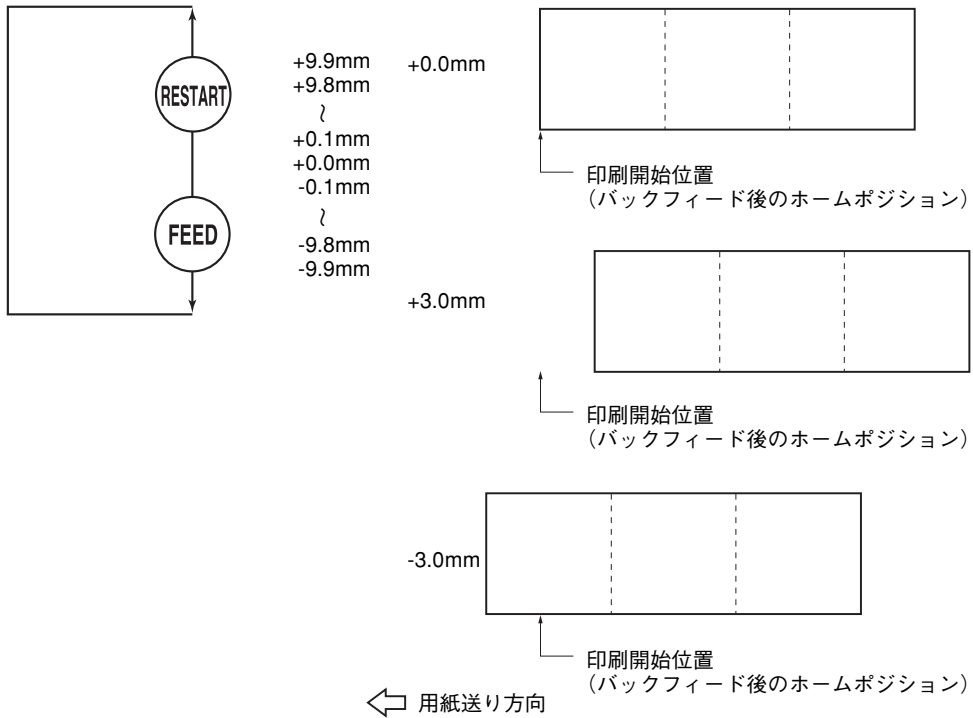 RESTART
FEED
+9.9mm
+9.8mm
~
+0.1mm
+0.0mm
-0.1mm
~
-9.8mm
-9.9mm
+0.0mm
印刷開始位置
（バックフィード後のホームポジション）
+3.0mm
印刷開始位置
（バックフィード後のホームポジション）
-3.0mm
印刷開始位置
（バックフィード後のホームポジション）
用紙送り方向